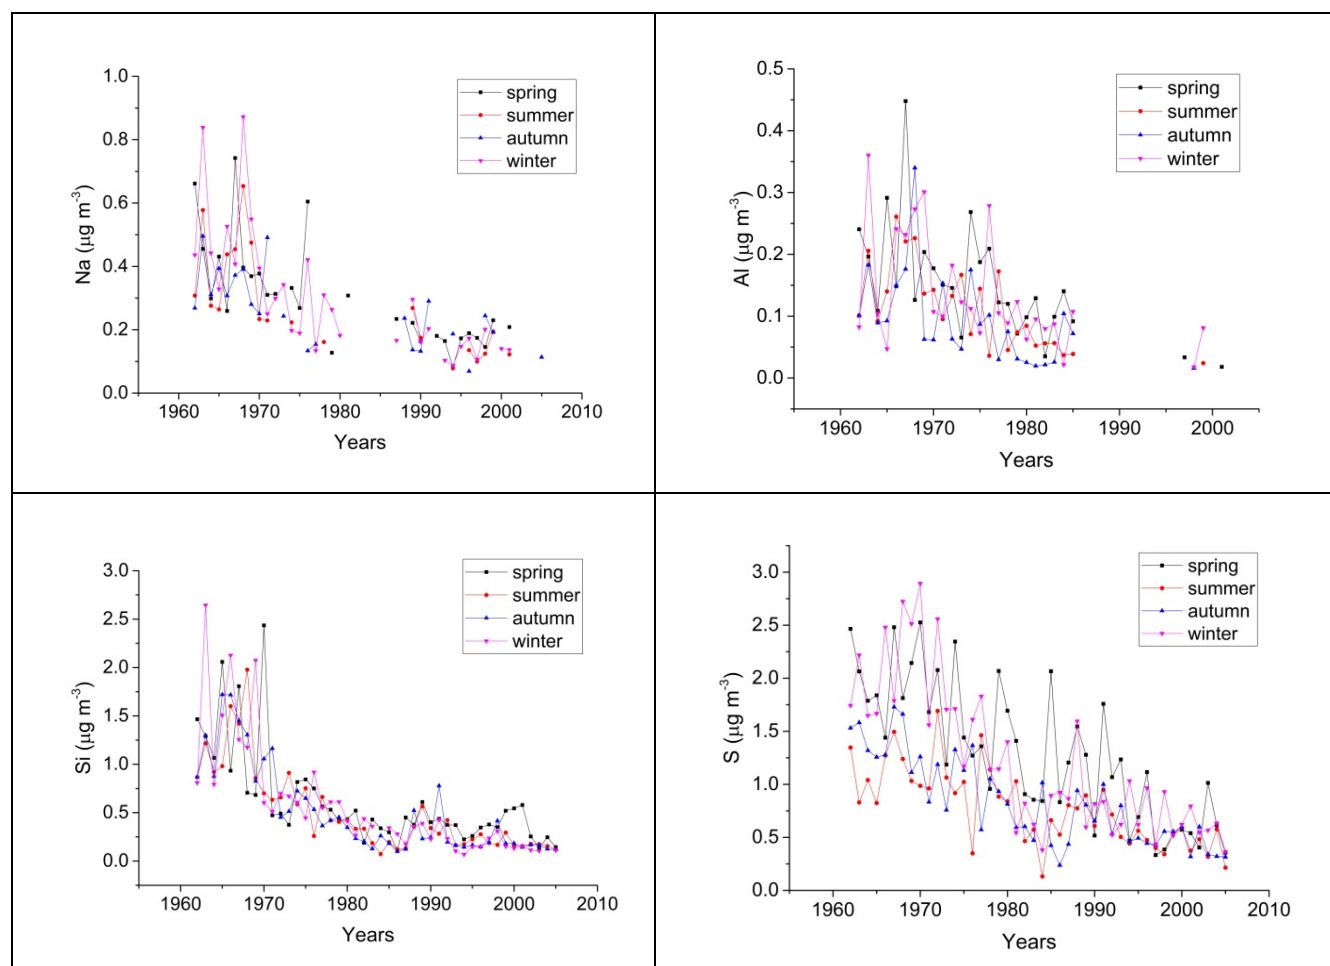 1.0
0.8
0.6
0.4
0.2
0.0
Na (μg m⁻³)
1960 1970 1980 1990 2000 2010
Years
spring
summer
autumn
winter
0.5
0.4
0.3
0.2
0.1
0.0
Al (μg m⁻³)
1960 1970 1980 1990 2000
Years
spring
summer
autumn
winter
3.0
2.5
2.0
1.5
1.0
0.5
0.0
Si (μg m⁻³)
1960 1970 1980 1990 2000 2010
Years
spring
summer
autumn
winter
3.0
2.5
2.0
1.5
1.0
0.5
0.0
S (μg m⁻³)
1960 1970 1980 1990 2000 2010
Years
spring
summer
autumn
winter